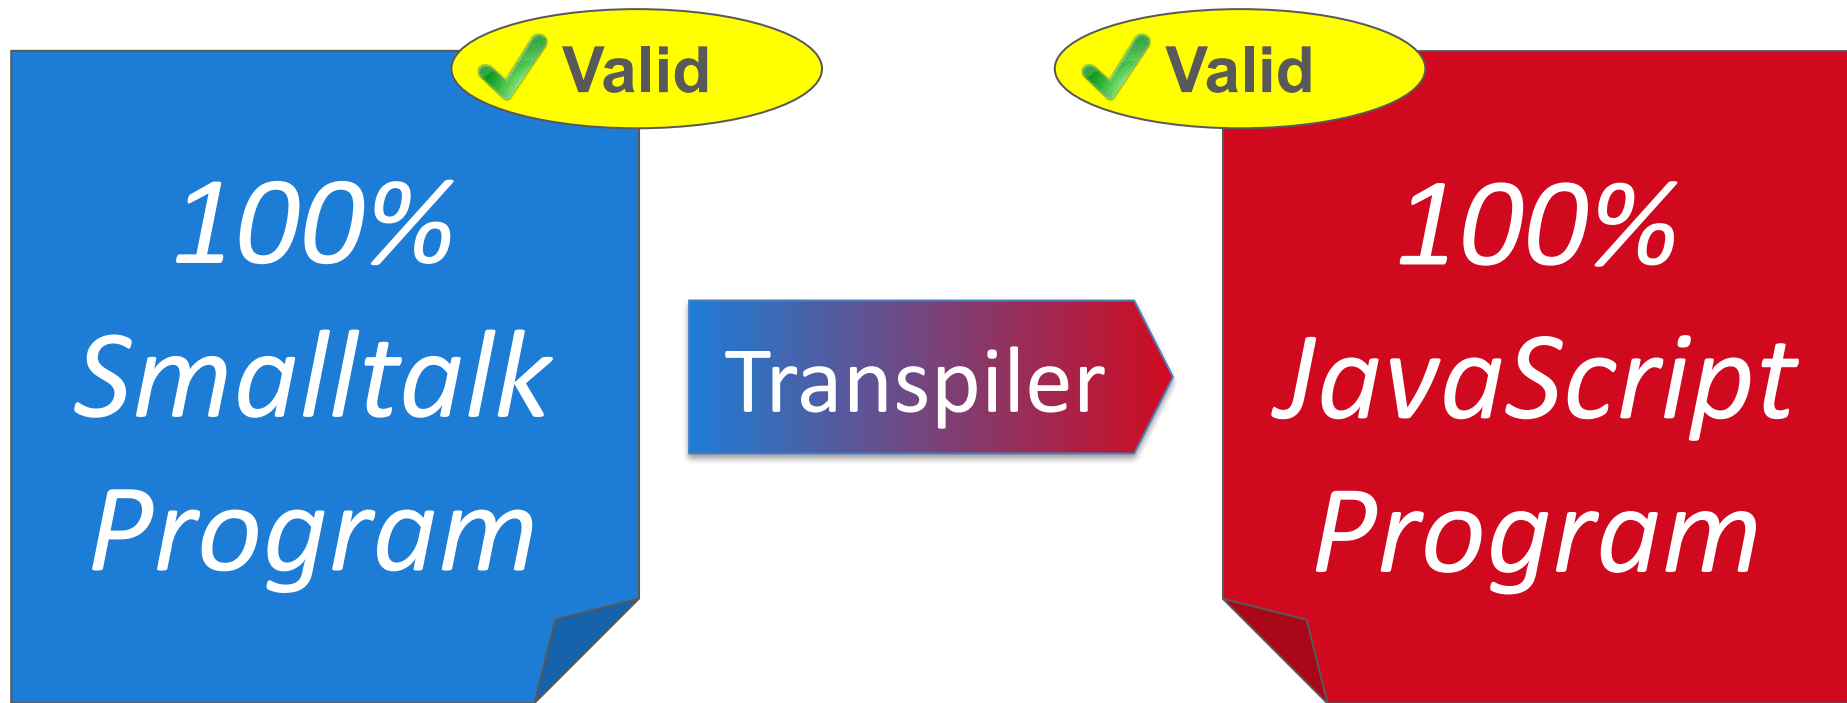 Valid
100%
Smalltalk
Program
Transpiler
Valid
100%
JavaScript
Program